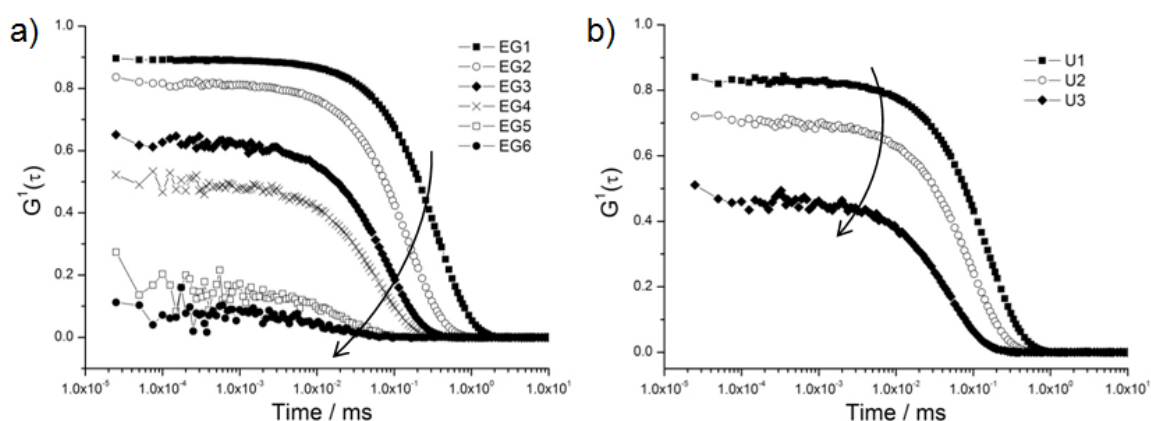 a)
G¹(τ)
1.0
0.8
0.6
0.4
0.2
0.0
EG1
EG2
EG3
EG4
EG5
EG6
1.0x10⁻⁵ 1.0x10⁻⁴ 1.0x10⁻³ 1.0x10⁻² 1.0x10⁻¹ 1.0x10⁰ 1.0x10¹
Time / ms
b)
G¹(τ)
1.0
0.8
0.6
0.4
0.2
0.0
U1
U2
U3
1.0x10⁻⁵ 1.0x10⁻⁴ 1.0x10⁻³ 1.0x10⁻² 1.0x10⁻¹ 1.0x10⁰ 1.0x10¹
Time / ms